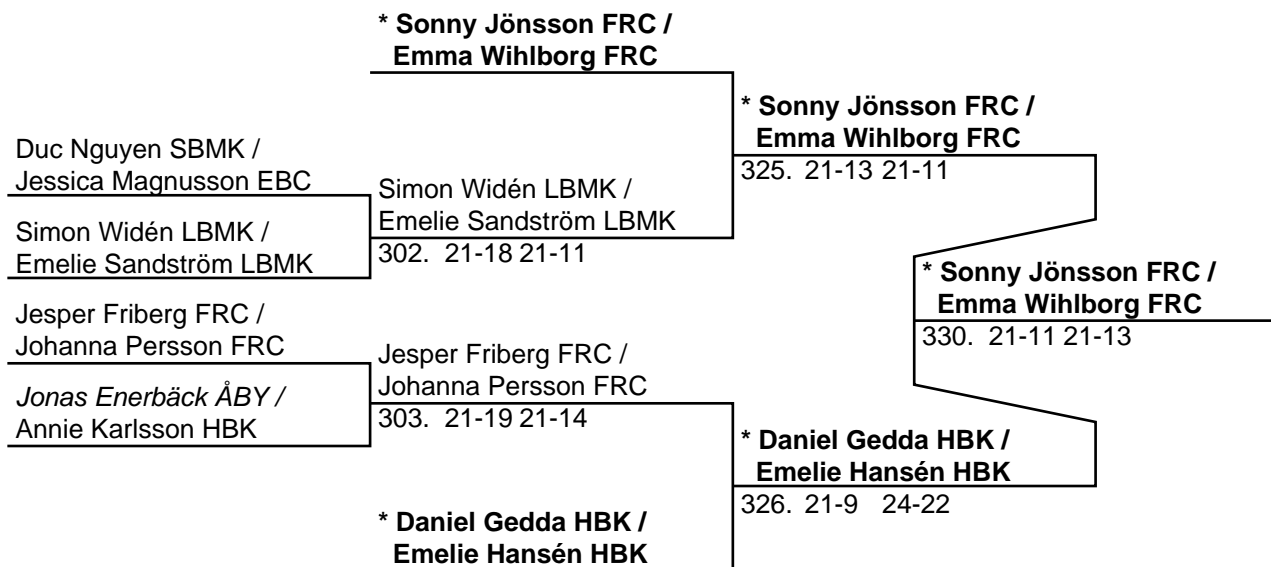 * Sonny Jönsson FRC /
Emma Wihlborg FRC
* Sonny Jönsson FRC /
Emma Wihlborg FRC
325. 21-13 21-11
Duc Nguyen SBMK /
Jessica Magnusson EBC
Simon Widén LBMK /
Emelie Sandström LBMK
302. 21-18 21-11
Simon Widén LBMK /
Emelie Sandström LBMK
* Sonny Jönsson FRC /
Emma Wihlborg FRC
330. 21-11 21-13
Jesper Friberg FRC /
Johanna Persson FRC
Jesper Friberg FRC /
Johanna Persson FRC
303. 21-19 21-14
Jonas Enerbäck ÅBY /
Annie Karlsson HBK
* Daniel Gedda HBK /
Emelie Hansén HBK
326. 21-9 24-22
* Daniel Gedda HBK /
Emelie Hansén HBK